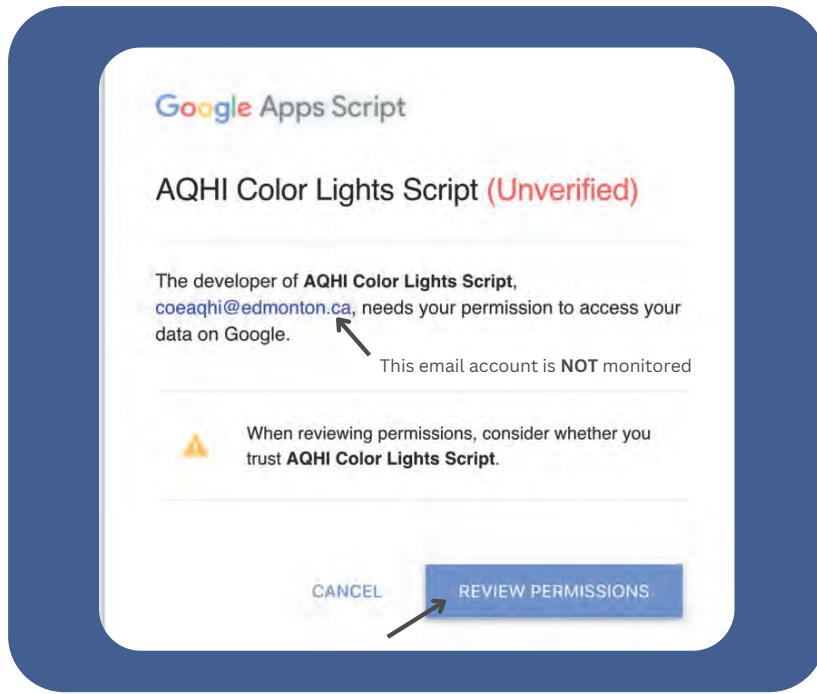 Google Apps Script
AQHI Color Lights Script (Unverified)
The developer of AQHI Color Lights Script,
coeaqhi@edmonton.ca, needs your permission to access your
data on Google.
This email account is NOT monitored
When reviewing permissions, consider whether you
trust AQHI Color Lights Script.
CANCEL
REVIEW PERMISSIONS